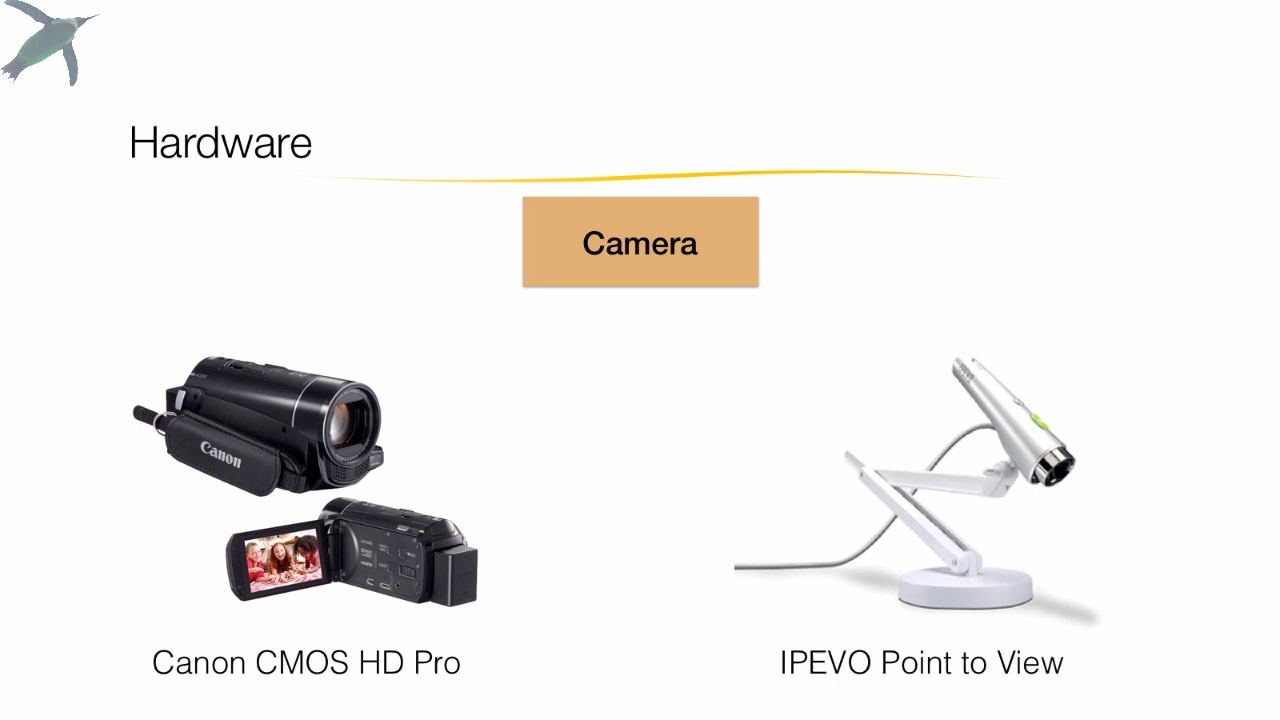 Hardware
Camera
Canon
Canon CMOS HD Pro
IPEVO Point to View